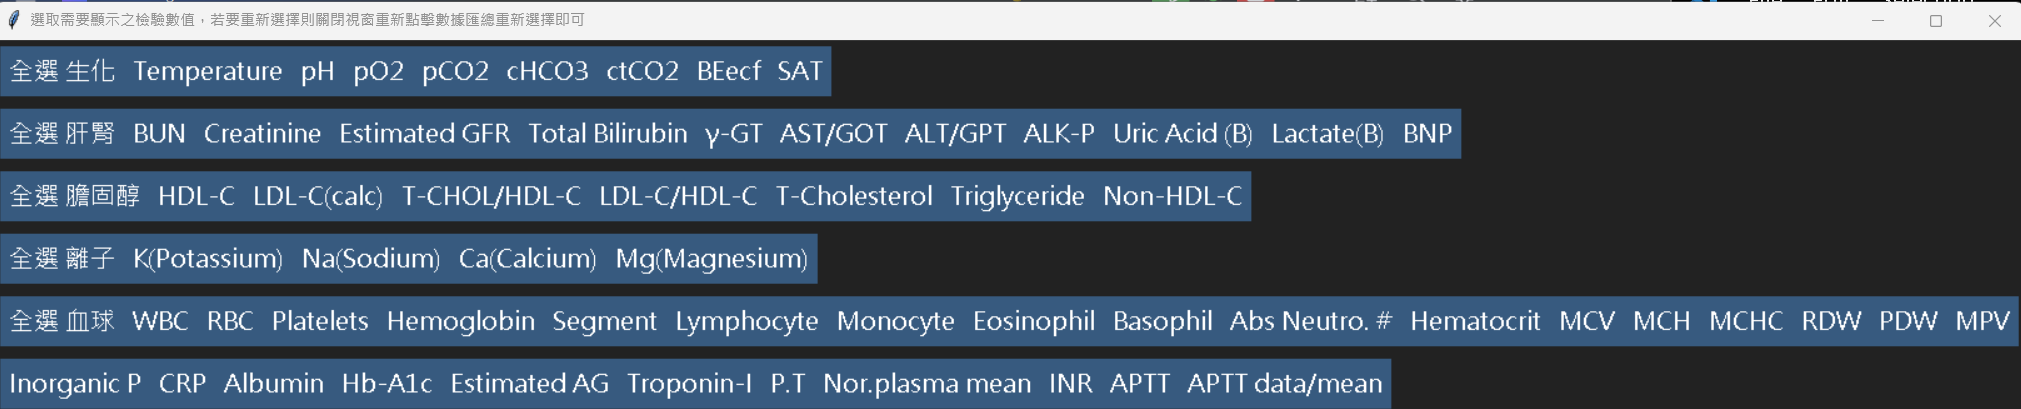 選取需要顯示之檢驗數值，若要重新選擇則關閉視窗重新點擊數據匯總重新選擇即可
全選 生化 Temperature pH pO2 pCO2 cHCO3 ctCO2 BEecf SAT
全選 肝腎 BUN Creatinine Estimated GFR Total Bilirubin γ-GT AST/GOT ALT/GPT ALK-P Uric Acid (B) Lactate(B) BNP
全選 膽固醇 HDL-C LDL-C(calc) T-CHOL/HDL-C LDL-C/HDL-C T-Cholesterol Triglyceride Non-HDL-C
全選 離子 K(Potassium) Na(Sodium) Ca(Calcium) Mg(Magnesium)
全選 血球 WBC RBC Platelets Hemoglobin Segment Lymphocyte Monocyte Eosinophil Basophil Abs Neutro. # Hematocrit MCV MCH MCHC RDW PDW MPV
Inorganic P CRP Albumin Hb-A1c Estimated AG Troponin-I P.T Nor.plasma mean INR APTT APTT data/mean